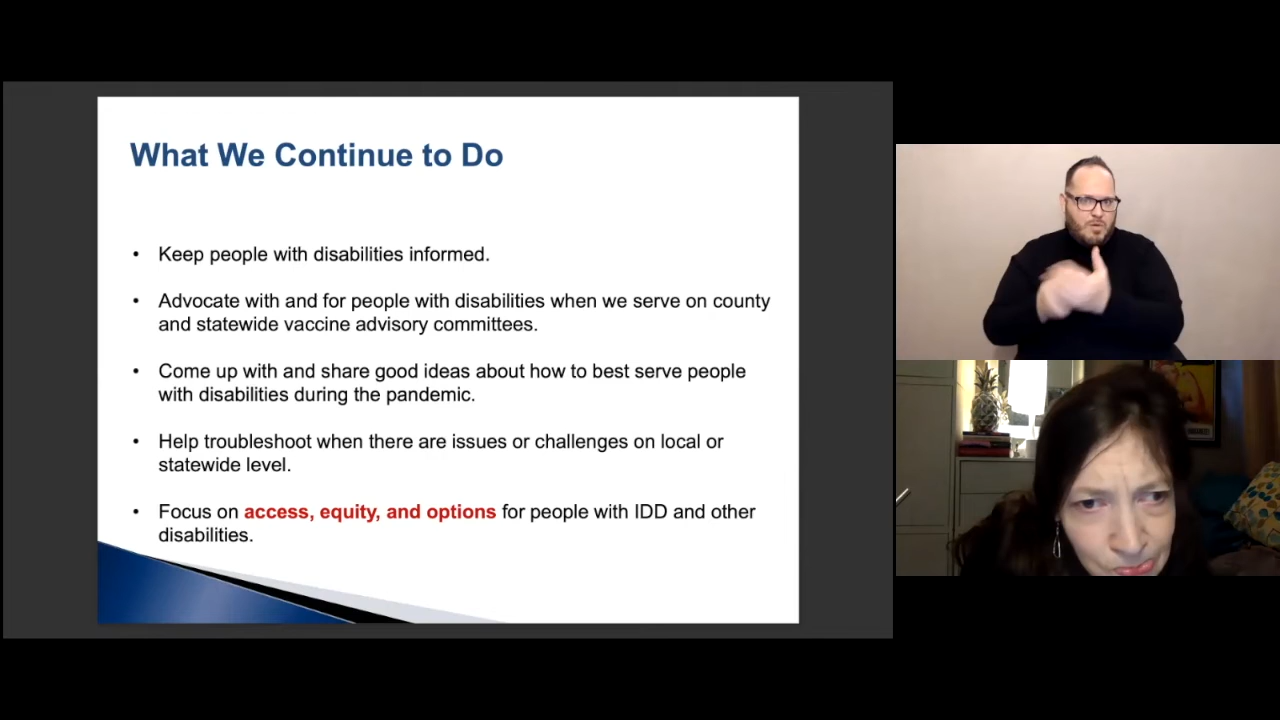 What We Continue to Do
• Keep people with disabilities informed.
• Advocate with and for people with disabilities when we serve on county
and statewide vaccine advisory committees.
• Come up with and share good ideas about how to best serve people
with disabilities during the pandemic.
• Help troubleshoot when there are issues or challenges on local or
statewide level.
• Focus on access, equity, and options for people with IDD and other
disabilities.